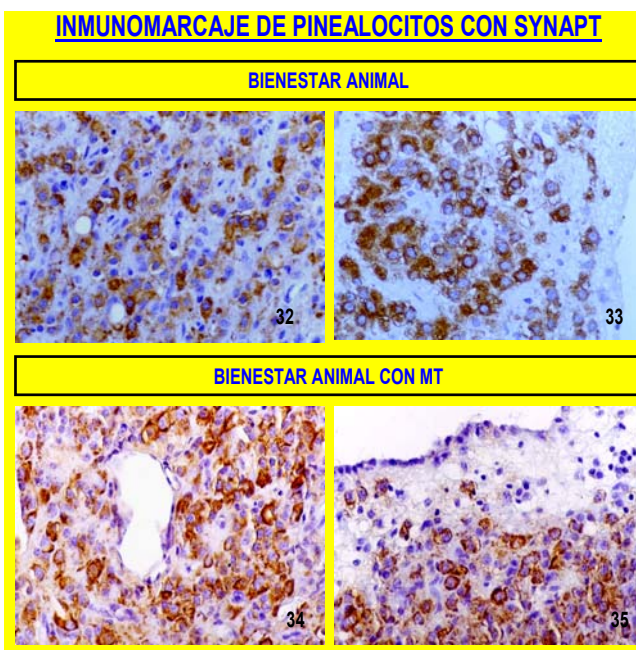 INMUNOMARCAJE DE PINEALOCITOS CON SYNAPT
BIENESTAR ANIMAL
32
33
BIENESTAR ANIMAL CON MT
34
35